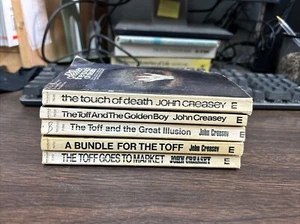 the touch of death JOHN CREASEY
The Toff And The Golden Boy John Creasey
The Toff and the Great Illusion John Creasey
A BUNDLE FOR THE TOFF John Creasey
THE TOFF GOES TO MARKET JOHN CREASEY